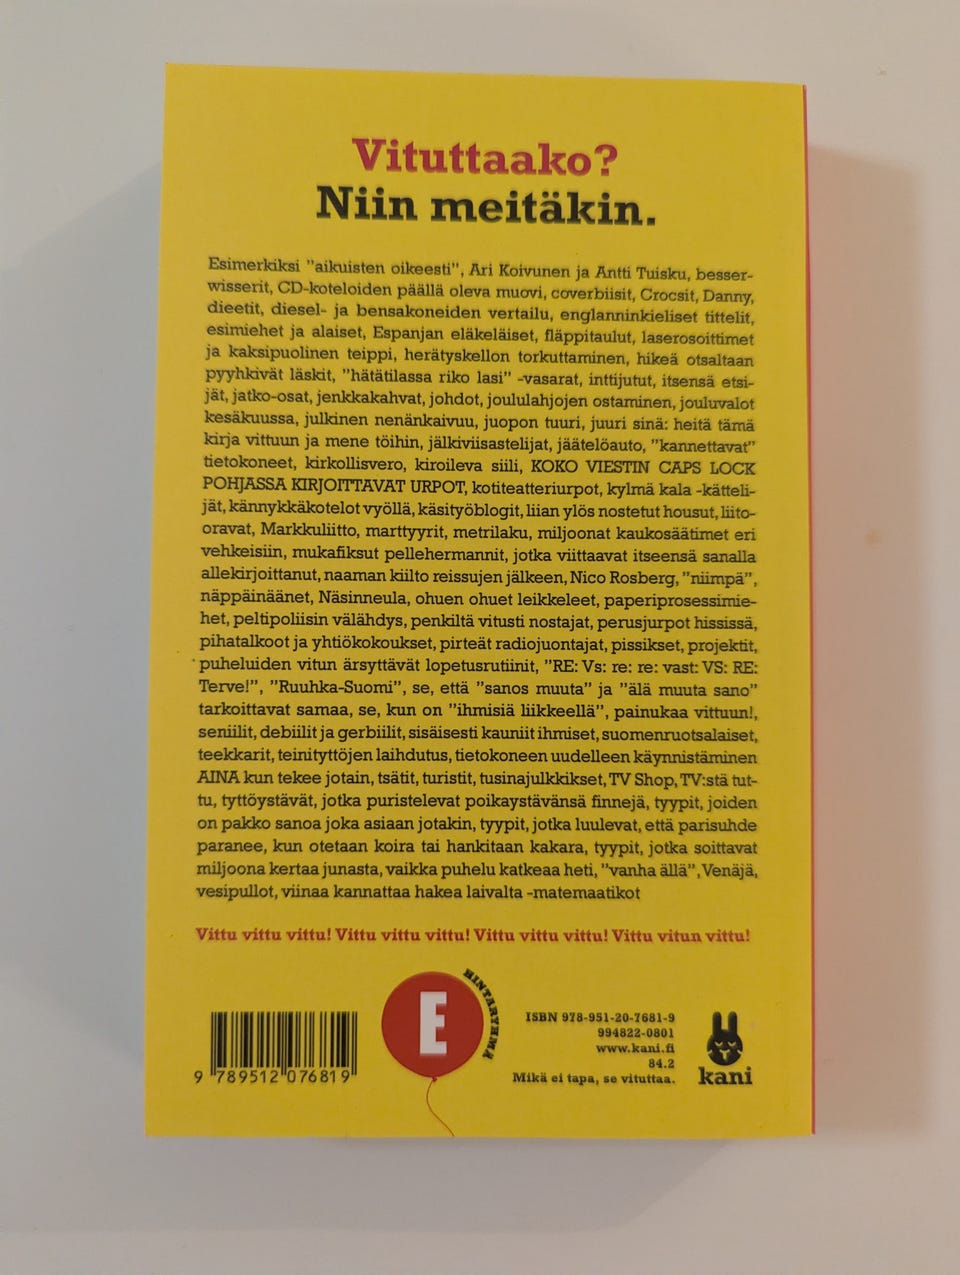 Vituttaako?
Niin meitäkin.
Esimerkiksi ”aikuisten oikeesti”, Ari Koivunen ja Antti Tuisku, besser-
wisserit, CD-koteloiden päällä oleva muovi, coverbiisit, Crocsit, Danny,
dieetit, diesel- ja bensakoneiden vertailu, englanninkieliset tittelit,
esimiehet ja alaiset, Espanjan eläkeläiset, fläppitaulut, laserosoittimet
ja kaksipuolinen teippi, herätyskellon torkuttaminen, hikeä otsaltaan
pyyhkivät läskit, ”hätätilassa riko lasi” -vasarat, inttijutut, itsensä etsi-
jät, jatko-osat, jenkkakahvat, johdot, joululahjojen ostaminen, jouluvalot
kesäkuussa, julkinen nenänkaivuu, juopon tuuri, juuri sinä: heitä tämä
kirja vittuun ja mene töihin, jälkiviisastelijat, jäätelöauto, ”kannettavat”
tietokoneet, kirkollisvero, kiroileva siili, KOKO VIESTIN CAPS LOCK
POHJASSA KIRJOITTAVAT URPOT, kotiteatteriurpot, kylmä kala -kätteli-
jät, kännykkäkotelot vyöllä, käsityöblogit, liian ylös nostetut housut, liito-
oravat, Markkuliitto, marttyyrit, metrilaku, miljoonat kaukosäätimet eri
vehkeisiin, mukafiksut pellehermannit, jotka viittaavat itseensä sanalla
allekirjoittanut, naaman kiilto reissujen jälkeen, Nico Rosberg, ”niimpä”,
näppäinäänet, Näsinneula, ohuen ohuet leikkeleet, paperiprosessimie-
het, peltipoliisin välähdys, penkiltä vitusti nostajat, perusjurpot hississä,
pihatalkoot ja yhtiökokoukset, pirteät radiojuontajat, pissikset, projektit,
puheluiden vitun ärsyttävät lopetusrutiinit, ”RE: Vs: re: re: vast: VS: RE:
Terve!”, ”Ruuhka-Suomi”, se, että ”sanos muuta” ja ”älä muuta sano”
tarkoittavat samaa, se, kun on ”ihmisiä liikkeellä”, painukaa vittuun!,
seniilit, debiilit ja gerbiilit, sisäisesti kauniit ihmiset, suomenruotsalaiset,
teekkarit, teinityttöjen laihdutus, tietokoneen uudelleen käynnistäminen
AINA kun tekee jotain, tsätit, turistit, tusinajulkkikset, TV Shop, TV:stä tut-
tu, tyttöystävät, jotka puristelevat poikaystävänsä finnejä, tyypit, joiden
on pakko sanoa joka asiaan jotakin, tyypit, jotka luulevat, että parisuhde
paranee, kun otetaan koira tai hankitaan kakara, tyypit, jotka soittavat
miljoona kertaa junasta, vaikka puhelu katkeaa heti, ”vanha ällä”, Venäjä,
vesipullot, viinaa kannattaa hakea laivalta -matemaatikot
Vittu vittu vittu! Vittu vittu vittu! Vittu vittu vittu! Vittu vitun vittu!
9 789512 076819
E
HINTARYHMÄ
ISBN 978-951-20-7681-9
994822-0801
www.kani.fi
84.2
Mikä ei tapa, se vituttaa.
kani